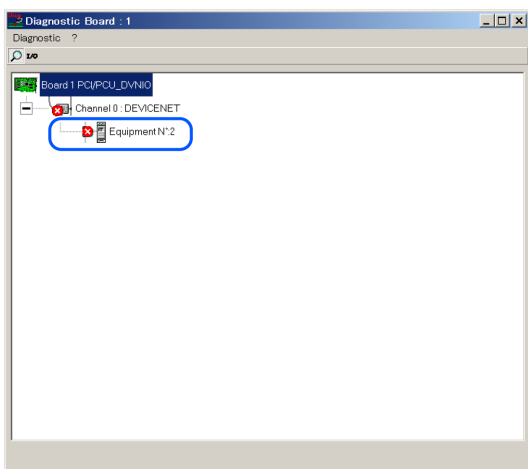 Diagnostic Board : 1
Diagnostic ?
I/O
Board 1 PCI/PCU_DVNIO
Channel 0 : DEVICENET
Equipment N°:2